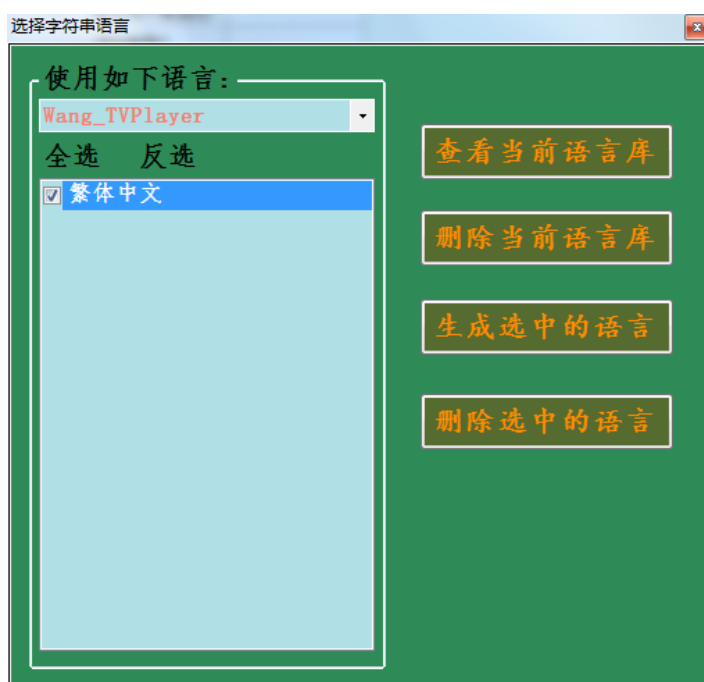 选择字符串语言
使用如下语言:
Wang_TVPlayer
全选 反选
繁体中文
查看当前语言库
删除当前语言库
生成选中的语言
删除选中的语言